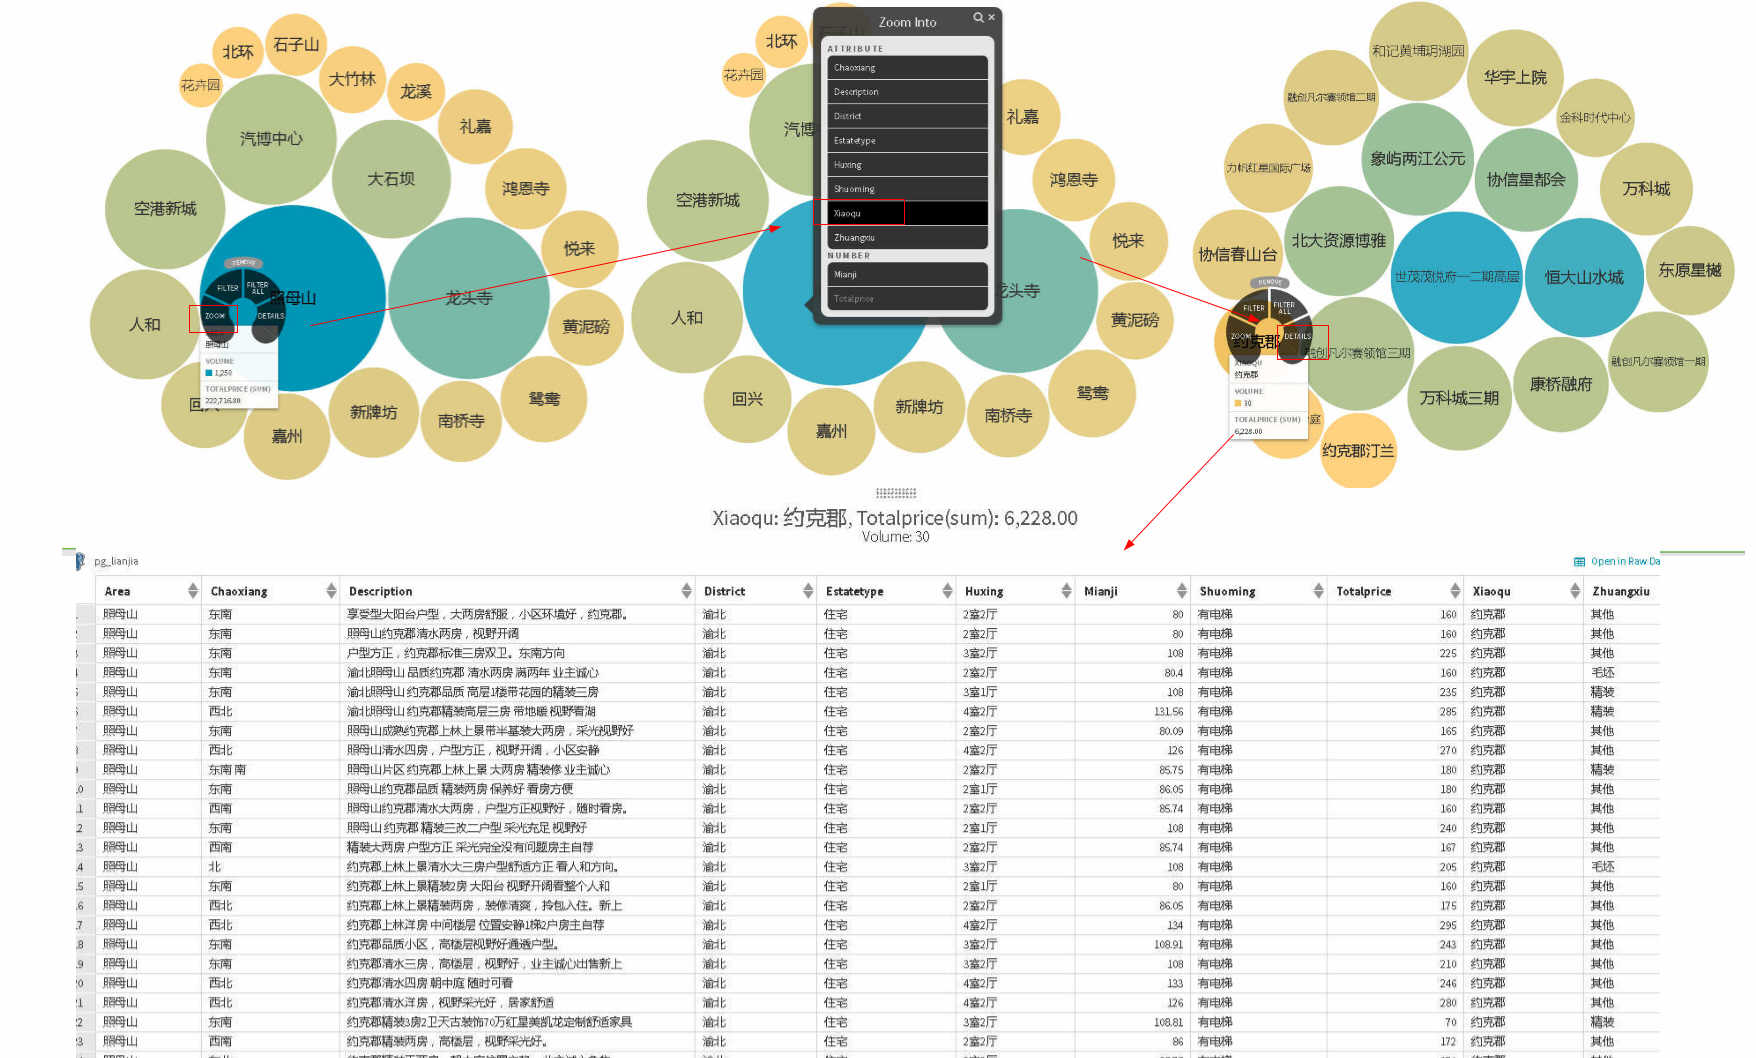 北环
石子山
花卉园
大竹林
龙溪
汽博中心
礼嘉
大石坝
鸿恩寺
空港新城
悦来
REMOVE
FILTER
FILTER ALL
ZOOM
DETAILS
照母山
龙头寺
人和
黄泥磅
照母山
VOLUME
1,250
TOTALPRICE (SUM)
222,716.80
鸳鸯
新牌坊
南桥寺
嘉州
北环
花卉园
汽博
礼嘉
鸿恩寺
空港新城
悦来
龙头寺
人和
黄泥磅
回兴
新牌坊
南桥寺
鸳鸯
嘉州
Zoom Into
ATTRIBUTE
Chaoxiang
Description
District
Estatetype
Huxing
Shuoming
Xiaoqu
Zhuangxiu
NUMBER
Mianji
Totalprice
和记黄埔玥湖园
华宇上院
融创凡尔赛领馆二期
金科时代中心
象屿两江公元
力帆红星国际广场
协信星都会
万科城
协信春山台
北大资源博雅
世茂茂悦府一二期高层
恒大山水城
东原星樾
REMOVE
FILTER
FILTER ALL
ZOOM
DETAILS
约克郡
融创凡尔赛领馆三期
融创凡尔赛领馆一期
XIAOQU
约克郡
VOLUME
30
TOTALPRICE (SUM)
6,228.00
万科城三期
康桥融府
庭
约克郡汀兰
Xiaoqu: 约克郡, Totalprice(sum): 6,228.00
Volume: 30
pg_lianjia
Open in Raw Da
Area Chaoxiang Description District Estatetype Huxing Mianji Shuoming Totalprice Xiaoqu Zhuangxiu
照母山 东南 享受型大阳台户型，大两房舒服，小区环境好，约克郡。 渝北 住宅 2室2厅 80 有电梯 160 约克郡 其他
照母山 东南 照母山约克郡清水两房，视野开阔 渝北 住宅 2室2厅 80 有电梯 160 约克郡 其他
照母山 东南 户型方正，约克郡标准三房双卫。东南方向 渝北 住宅 3室2厅 108 有电梯 225 约克郡 其他
照母山 东南 渝北照母山 品质约克郡 清水两房 满两年 业主诚心 渝北 住宅 2室2厅 80.4 有电梯 160 约克郡 毛坯
照母山 东南 渝北照母山 约克郡品质 高层1楼带花园的精装三房 渝北 住宅 3室1厅 108 有电梯 235 约克郡 精装
照母山 西北 渝北照母山 约克郡精装高层三房 带地暖 视野看湖 渝北 住宅 4室2厅 131.56 有电梯 285 约克郡 精装
照母山 东南 照母山成熟约克郡上林上景带半基装大两房，采光视野好 渝北 住宅 2室2厅 80.09 有电梯 165 约克郡 其他
照母山 西北 照母山清水四房，户型方正，视野开阔，小区安静 渝北 住宅 4室2厅 126 有电梯 270 约克郡 其他
照母山 东南 南 照母山片区 约克郡上林上景 大两房 精装修 业主诚心 渝北 住宅 2室2厅 85.75 有电梯 180 约克郡 精装
照母山 东南 照母山约克郡品质 精装两房 保养好 看房方便 渝北 住宅 2室1厅 86.05 有电梯 180 约克郡 其他
照母山 西南 照母山约克郡清水大两房，户型方正视野好，随时看房。 渝北 住宅 2室2厅 85.74 有电梯 160 约克郡 其他
照母山 东南 照母山 约克郡 精装三改二户型 采光充足 视野好 渝北 住宅 2室1厅 108 有电梯 240 约克郡 其他
照母山 西南 精装大两房 户型方正 采光完全没有问题房主自荐 渝北 住宅 2室2厅 85.74 有电梯 167 约克郡 其他
照母山 北 约克郡上林上景清水大三房户型舒适方正 看人和方向。 渝北 住宅 3室2厅 108 有电梯 205 约克郡 毛坯
照母山 东南 约克郡上林上景精装2房 大阳台 视野开阔看整个人和 渝北 住宅 2室1厅 80 有电梯 160 约克郡 其他
照母山 西北 约克郡上林上景精装两房，装修清爽，拎包入住。新上 渝北 住宅 2室1厅 86.05 有电梯 175 约克郡 其他
照母山 西北 约克郡上林洋房 中间楼层 位置安静1梯2户房主自荐 渝北 住宅 4室2厅 134 有电梯 295 约克郡 其他
照母山 东南 约克郡品质小区，高楼层视野好通透户型。 渝北 住宅 3室2厅 108.91 有电梯 243 约克郡 其他
照母山 东南 约克郡清水三房，高楼层，视野好，业主诚心出售新上 渝北 住宅 3室2厅 108 有电梯 210 约克郡 其他
照母山 西北 约克郡清水四房 朝中庭 随时可看 渝北 住宅 4室2厅 133 有电梯 246 约克郡 其他
照母山 西北 约克郡清水洋房，视野采光好，居家舒适 渝北 住宅 4室2厅 126 有电梯 280 约克郡 其他
照母山 东南 约克郡精装3房2卫天古装饰70万红星美凯龙定制舒适家具 渝北 住宅 3室2厅 108.81 有电梯 70 约克郡 精装
照母山 西南 约克郡精装两房，高楼层，视野采光好。 渝北 住宅 2室2厅 86 有电梯 172 约克郡 其他